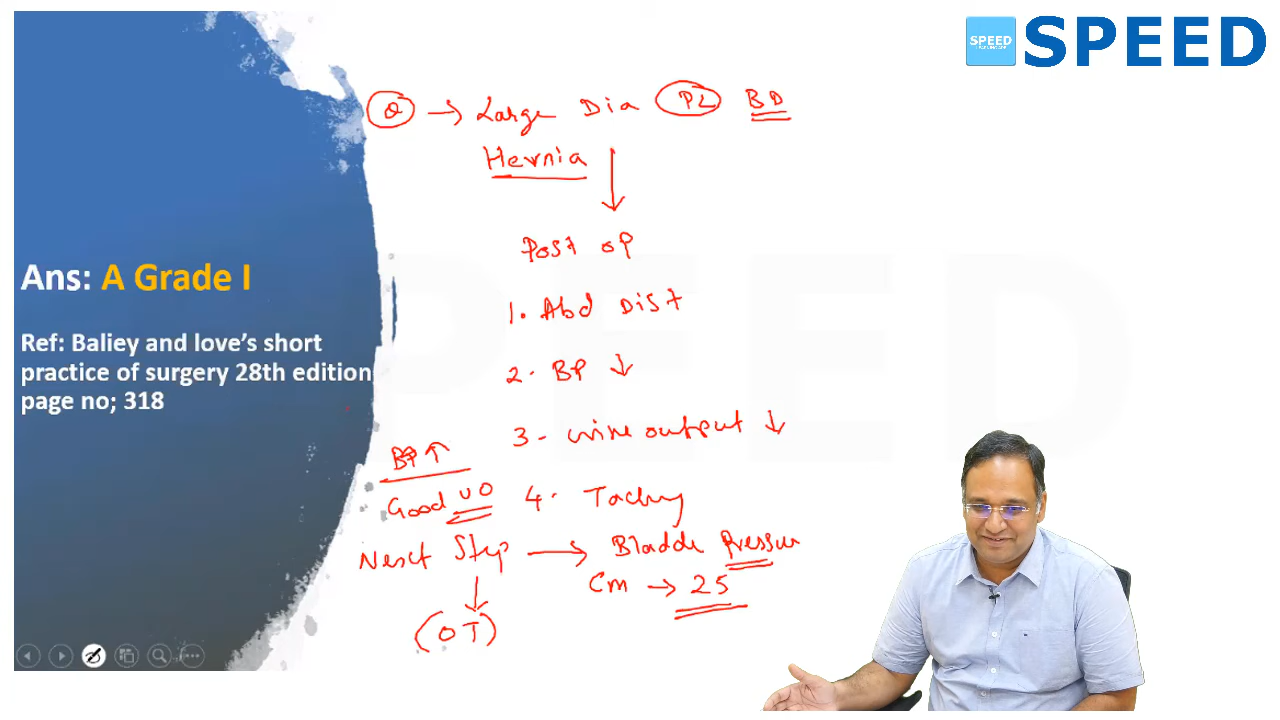 SPEED
SPEED
Q → Large Dia PL BD
Hernia
Post op
1. Abd Dist
2. BP ↓
3 - urine output ↓
4. Tachy
BP ↑
Good UO
Next Step → Bladde Pressur
Cm → 25
(OT)
Ans: A Grade I
Ref: Baliey and love's short
practice of surgery 28th edition
page no; 318